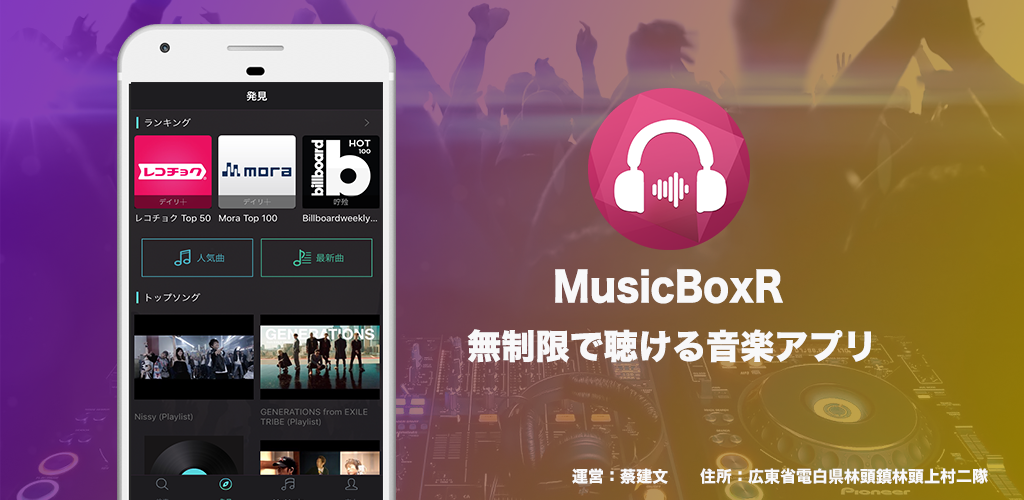 発見
ランキング
レコチョク
mora
billboard
HOT
100
b
デイリー
デイリー
レコチョク Top 50
Mora Top 100
Billboardweekly...
人気曲
最新曲
トップソング
GENERATIONS
Nissy (Playlist)
GENERATIONS from EXILE
TRIBE (Playlist)
MusicBoxR
無制限で聴ける音楽アプリ
運営：蔡建文
住所：広東省電白県林頭鎮林頭上村二隊
Pioneer